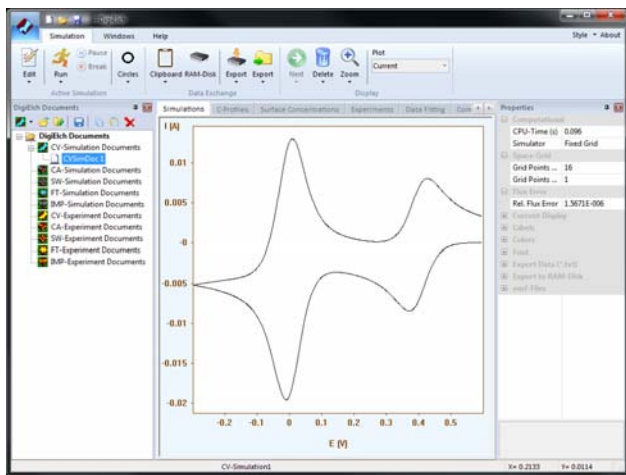 DigiElch
Simulation Windows Help
Style About
Edit
Run
Pause
Break
Circles
Clipboard RAM-Disk
Export Export
Next Delete Zoom
Plot
Current
Active Simulation
Data Exchange
Display
DigiElch Documents
Simulations C-Profiles Surface Concentrations Experiments Data Fitting Com
Properties
DigiElch Documents
CV-Simulation Documents
CVSimDoc1
CA-Simulation Documents
SW-Simulation Documents
FT-Simulation Documents
IMP-Simulation Documents
CV-Experiment Documents
CA-Experiment Documents
SW-Experiment Documents
FT-Experiment Documents
IMP-Experiment Documents
I [A]
0.01
0.005
-0
-0.005
-0.01
-0.015
-0.02
-0.2 -0.1 0 0.1 0.2 0.3 0.4 0.5
E [V]
Computational
CPU-Time (s) 0.096
Simulator Fixed Grid
Space Grid
Grid Points ... 16
Grid Points ... 1
Flux Error
Rel. Flux Error 1.5671E-006
Current Display
Labels
Colors
Font
Export Data (*.txt)
Export to RAM-Disk
emf-Files
CV-Simulation1
X= 0.2133 Y= 0.0114